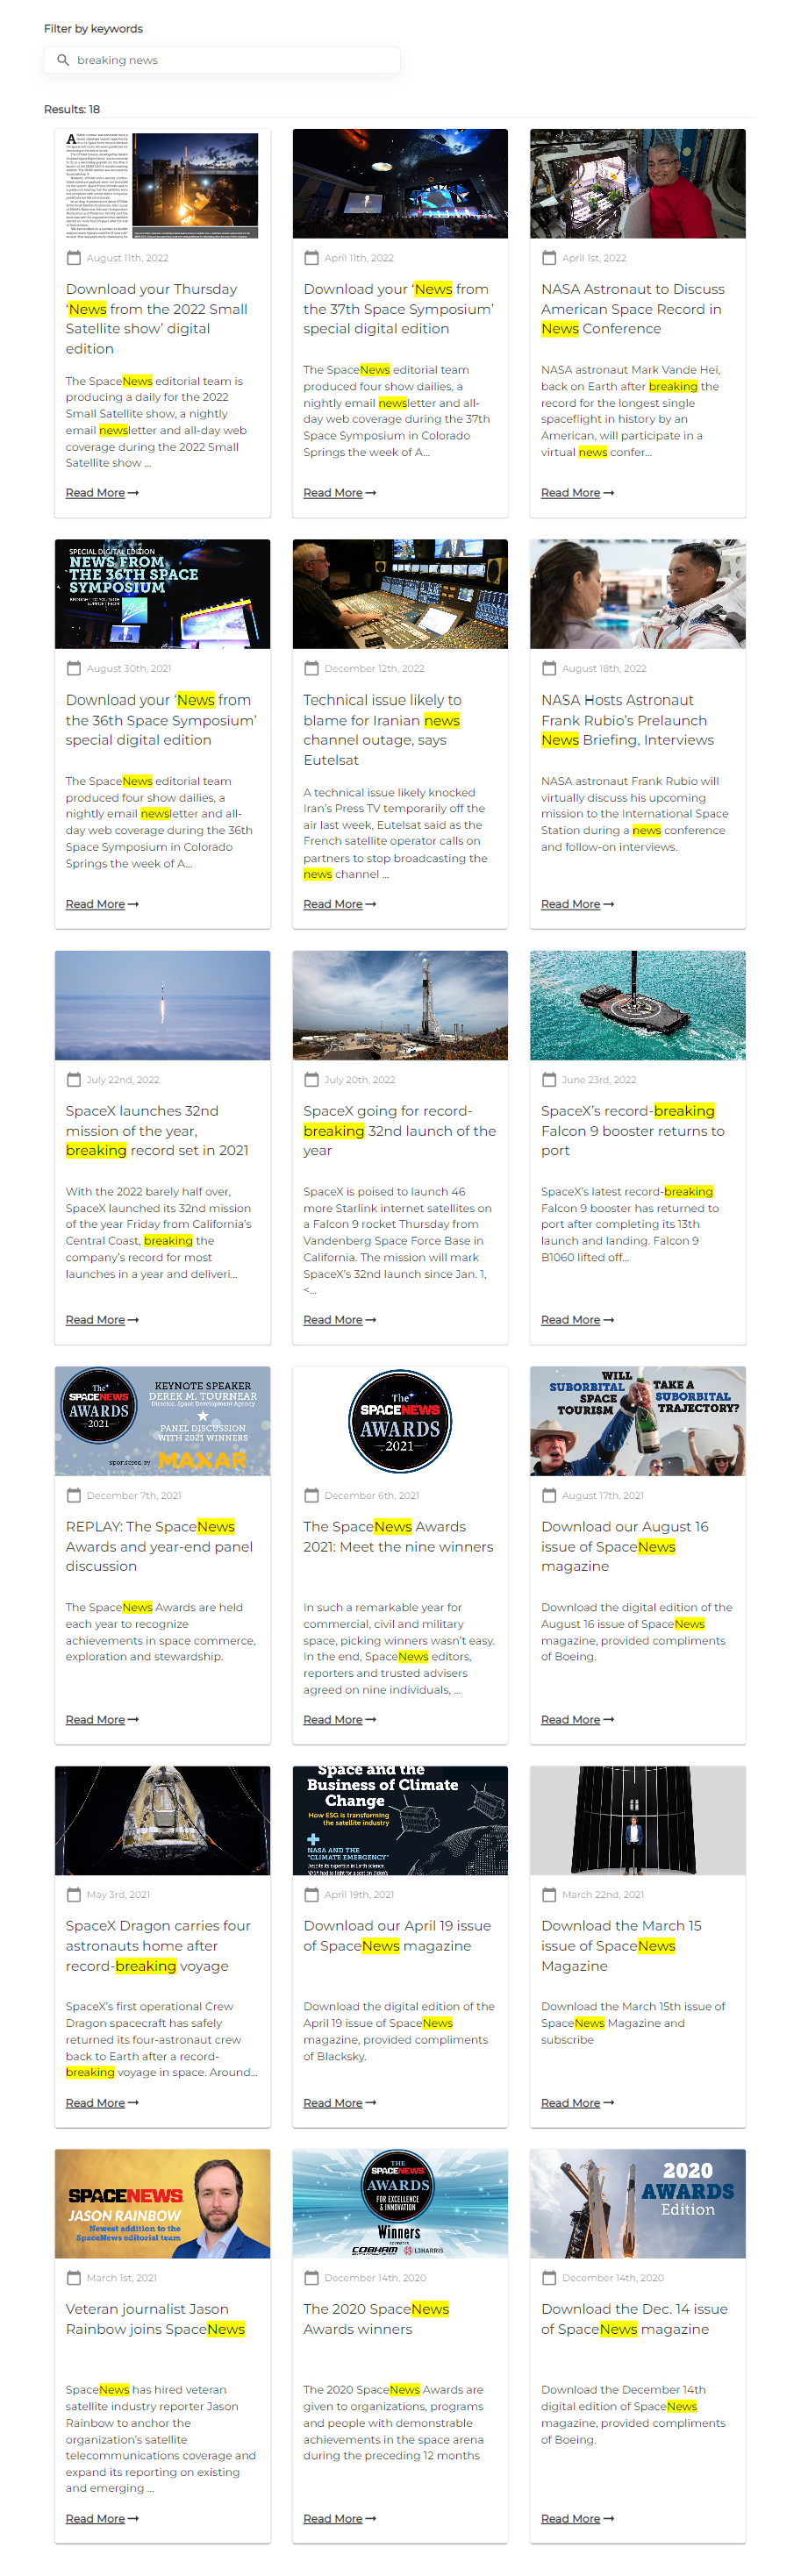 Filter by keywords
breaking news
Results: 18
August 11th, 2022
Download your Thursday
‘News from the 2022 Small
Satellite show’ digital
edition
The SpaceNews editorial team is
producing a daily for the 2022
Small Satellite show, a nightly
email newsletter and all-day web
coverage during the 2022 Small
Satellite show ...
Read More
April 11th, 2022
Download your ‘News from
the 37th Space Symposium’
special digital edition
The SpaceNews editorial team
produced four show dailies, a
nightly email newsletter and all-
day web coverage during the 37th
Space Symposium in Colorado
Springs the week of A...
Read More
April 1st, 2022
NASA Astronaut to Discuss
American Space Record in
News Conference
NASA astronaut Mark Vande Hei,
back on Earth after breaking the
record for the longest single
spaceflight in history by an
American, will participate in a
virtual news confer...
Read More
SPECIAL DIGITAL EDITION
NEWS FROM
THE 36TH SPACE
SYMPOSIUM
August 30th, 2021
Download your ‘News from
the 36th Space Symposium’
special digital edition
The SpaceNews editorial team
produced four show dailies, a
nightly email newsletter and all-
day web coverage during the 36th
Space Symposium in Colorado
Springs the week of A...
Read More
December 12th, 2022
Technical issue likely to
blame for Iranian news
channel outage, says
Eutelsat
A technical issue likely knocked
Iran’s Press TV temporarily off the
air last week, Eutelsat said as the
French satellite operator calls on
partners to stop broadcasting the
news channel ...
Read More
August 18th, 2022
NASA Hosts Astronaut
Frank Rubio’s Prelaunch
News Briefing, Interviews
NASA astronaut Frank Rubio will
virtually discuss his upcoming
mission to the International Space
Station during a news conference
and follow-on interviews.
Read More
July 22nd, 2022
SpaceX launches 32nd
mission of the year,
breaking record set in 2021
With the 2022 barely half over,
SpaceX launched its 32nd mission
of the year Friday from California’s
Central Coast, breaking the
company’s record for most
launches in a year and deliveri...
Read More
July 20th, 2022
SpaceX going for record-
breaking 32nd launch of the
year
SpaceX is poised to launch 46
more Starlink internet satellites on
a Falcon 9 rocket Thursday from
Vandenberg Space Force Base in
California. The mission will mark
SpaceX’s 32nd launch since Jan. 1,
<...
Read More
June 23rd, 2022
SpaceX’s record-breaking
Falcon 9 booster returns to
port
SpaceX’s latest record-breaking
Falcon 9 booster has returned to
port after completing its 13th
launch and landing. Falcon 9
B1060 lifted off...
Read More
The
SPACENEWS
AWARDS
2021
KEYNOTE SPEAKER
DEREK M. TOURNEAR
Director, Space Development Agency
PANEL DISCUSSION
WITH 2021 WINNERS
sponsored by MAXAR
December 7th, 2021
REPLAY: The SpaceNews
Awards and year-end panel
discussion
The SpaceNews Awards are held
each year to recognize
achievements in space commerce,
exploration and stewardship.
Read More
The
SPACENEWS
AWARDS
2021
December 6th, 2021
The SpaceNews Awards
2021: Meet the nine winners
In such a remarkable year for
commercial, civil and military
space, picking winners wasn’t easy.
In the end, SpaceNews editors,
reporters and trusted advisers
agreed on nine individuals, ...
Read More
WILL
SUBORBITAL
SPACE
TOURISM
TAKE A
SUBORBITAL
TRAJECTORY?
August 17th, 2021
Download our August 16
issue of SpaceNews
magazine
Download the digital edition of the
August 16 issue of SpaceNews
magazine, provided compliments
of Boeing.
Read More
May 3rd, 2021
SpaceX Dragon carries four
astronauts home after
record-breaking voyage
SpaceX’s first operational Crew
Dragon spacecraft has safely
returned its four-astronaut crew
back to Earth after a record-
breaking voyage in space. Around...
Read More
Space and the
Business of Climate
Change
How ESG is transforming
the satellite industry
NASA AND THE
“CLIMATE EMERGENCY”
April 19th, 2021
Download our April 19 issue
of SpaceNews magazine
Download the digital edition of the
April 19 issue of SpaceNews
magazine, provided compliments
of Blacksky.
Read More
March 22nd, 2021
Download the March 15
issue of SpaceNews
Magazine
Download the March 15th issue of
SpaceNews Magazine and
subscribe
Read More
SPACENEWS
JASON RAINBOW
Newest addition to the
SpaceNews editorial team
March 1st, 2021
Veteran journalist Jason
Rainbow joins SpaceNews
SpaceNews has hired veteran
satellite industry reporter Jason
Rainbow to anchor the
organization’s satellite
telecommunications coverage and
expand its reporting on existing
and emerging ...
Read More
THE
SPACENEWS
AWARDS
FOR EXCELLENCE
& INNOVATION
Winners
COBHAM L3HARRIS
December 14th, 2020
The 2020 SpaceNews
Awards winners
The 2020 SpaceNews Awards are
given to organizations, programs
and people with demonstrable
achievements in the space arena
during the preceding 12 months
Read More
2020
AWARDS
Edition
December 14th, 2020
Download the Dec. 14 issue
of SpaceNews magazine
Download the December 14th
digital edition of SpaceNews
magazine, provided compliments
of Boeing.
Read More